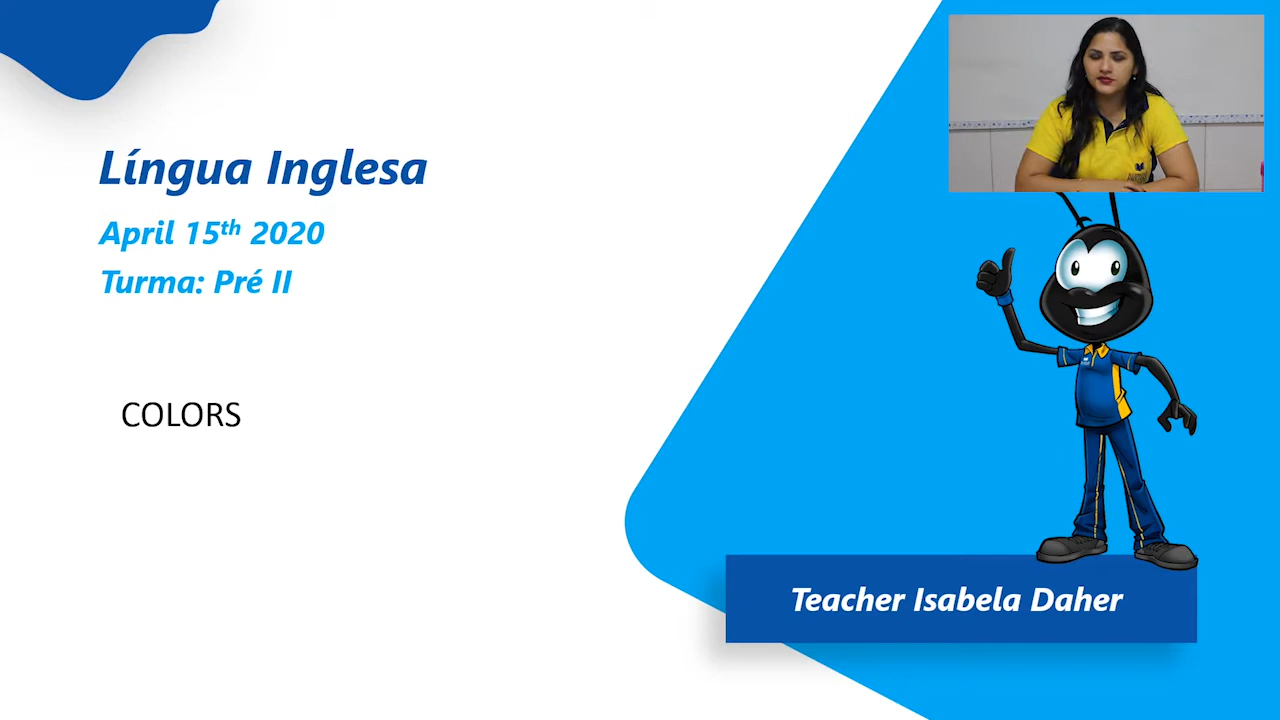 Língua Inglesa
April 15th 2020
Turma: Pré II
COLORS
Teacher Isabela Daher